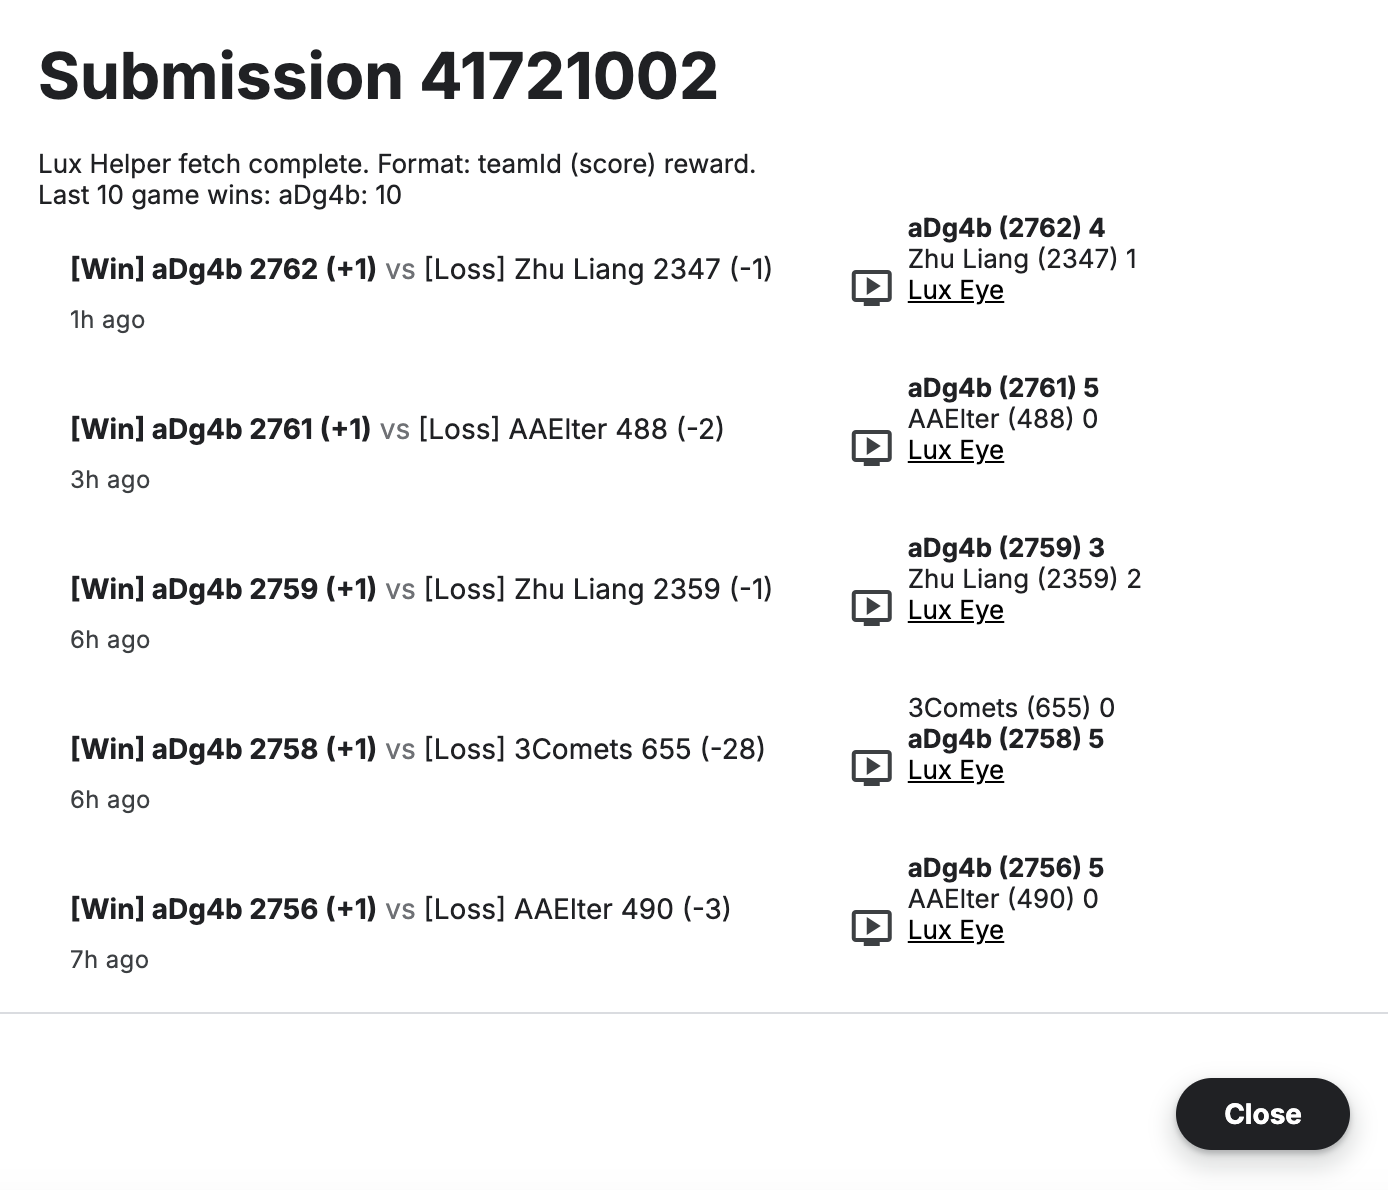 Submission 41721002
Lux Helper fetch complete. Format: teamId (score) reward.
Last 10 game wins: aDg4b: 10
[Win] aDg4b 2762 (+1) vs [Loss] Zhu Liang 2347 (-1)
1h ago
aDg4b (2762) 4
Zhu Liang (2347) 1
Lux Eye
[Win] aDg4b 2761 (+1) vs [Loss] AAElter 488 (-2)
3h ago
aDg4b (2761) 5
AAElter (488) 0
Lux Eye
[Win] aDg4b 2759 (+1) vs [Loss] Zhu Liang 2359 (-1)
6h ago
aDg4b (2759) 3
Zhu Liang (2359) 2
Lux Eye
[Win] aDg4b 2758 (+1) vs [Loss] 3Comets 655 (-28)
6h ago
3Comets (655) 0
aDg4b (2758) 5
Lux Eye
[Win] aDg4b 2756 (+1) vs [Loss] AAElter 490 (-3)
7h ago
aDg4b (2756) 5
AAElter (490) 0
Lux Eye
Close